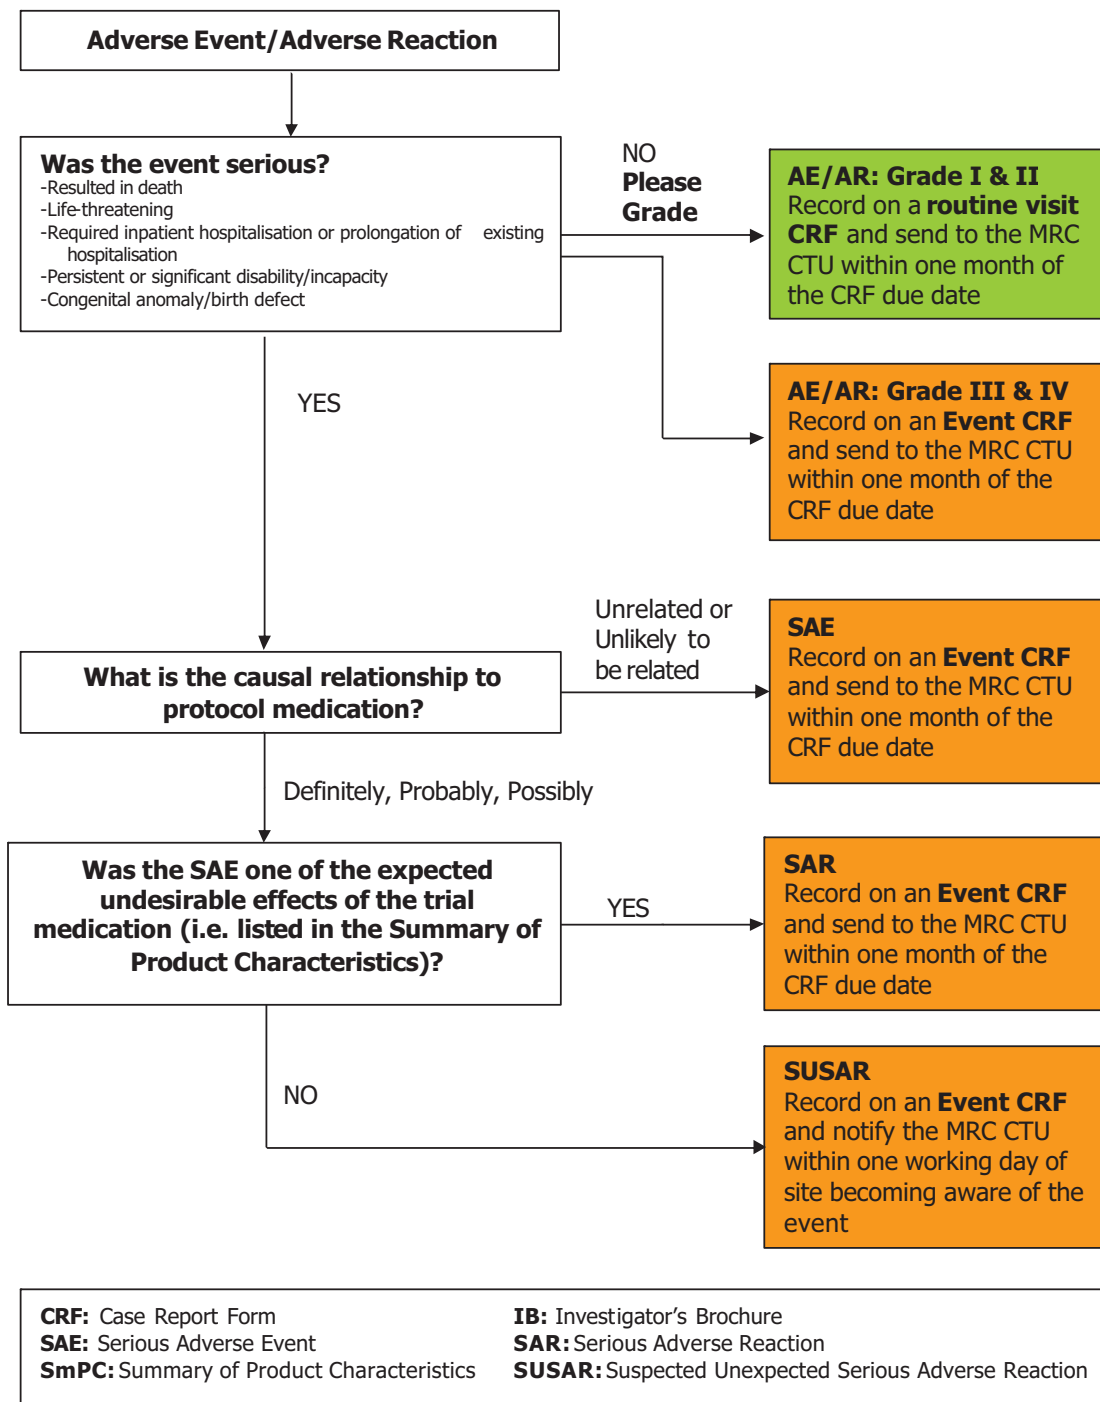 Adverse Event/Adverse Reaction
Was the event serious?
-Resulted in death
-Life-threatening
-Required inpatient hospitalisation or prolongation of existing
hospitalisation
-Persistent or significant disability/incapacity
-Congenital anomaly/birth defect
NO
Please
Grade
AE/AR: Grade I & II
Record on a routine visit
CRF and send to the MRC
CTU within one month of
the CRF due date
YES
AE/AR: Grade III & IV
Record on an Event CRF
and send to the MRC CTU
within one month of the
CRF due date
What is the causal relationship to
protocol medication?
Unrelated or
Unlikely to
be related
SAE
Record on an Event CRF
and send to the MRC CTU
within one month of the
CRF due date
Definitely, Probably, Possibly
Was the SAE one of the expected
undesirable effects of the trial
medication (i.e. listed in the Summary of
Product Characteristics)?
YES
SAR
Record on an Event CRF
and send to the MRC CTU
within one month of the
CRF due date
NO
SUSAR
Record on an Event CRF
and notify the MRC CTU
within one working day of
site becoming aware of the
event
CRF: Case Report Form
SAE: Serious Adverse Event
SmPC: Summary of Product Characteristics
IB: Investigator's Brochure
SAR: Serious Adverse Reaction
SUSAR: Suspected Unexpected Serious Adverse Reaction